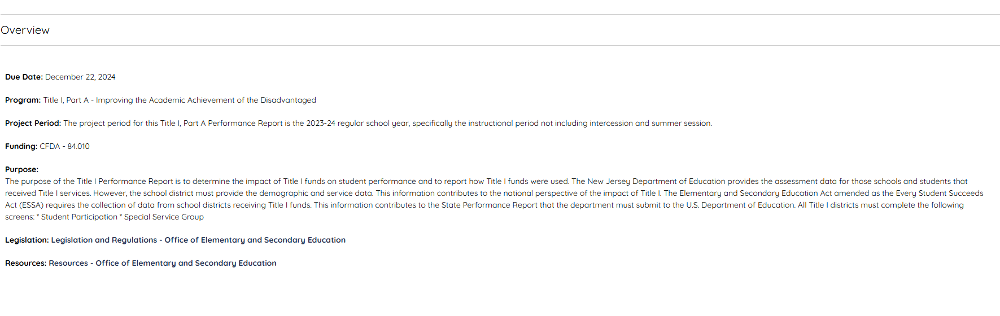 Overview
Due Date: December 22, 2024
Program: Title I, Part A - Improving the Academic Achievement of the Disadvantaged
Project Period: The project period for this Title I, Part A Performance Report is the 2023-24 regular school year, specifically the instructional period not including intercession and summer session.
Funding: CFDA - 84.010
Purpose:
The purpose of the Title I Performance Report is to determine the impact of Title I funds on student performance and to report how Title I funds were used. The New Jersey Department of Education provides the assessment data for those schools and students that
received Title I services. However, the school district must provide the demographic and service data. This information contributes to the national perspective of the impact of Title I. The Elementary and Secondary Education Act amended as the Every Student Succeeds
Act (ESSA) requires the collection of data from school districts receiving Title I funds. This information contributes to the State Performance Report that the department must submit to the U.S. Department of Education. All Title I districts must complete the following
screens: * Student Participation * Special Service Group
Legislation: Legislation and Regulations - Office of Elementary and Secondary Education
Resources: Resources - Office of Elementary and Secondary Education